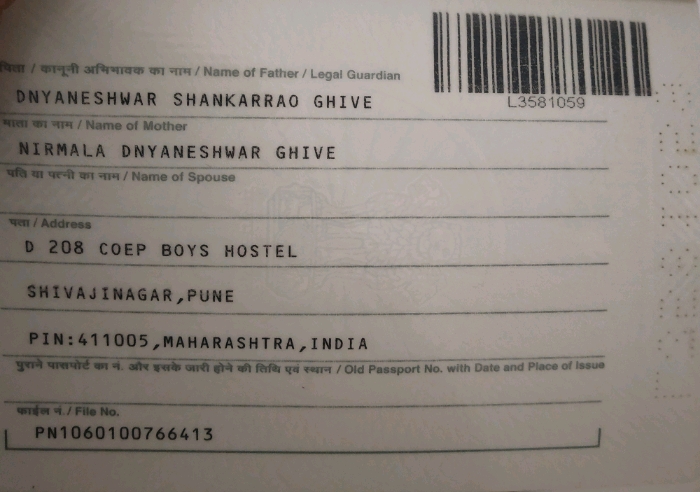 पिता / कानूनी अभिभावक का नाम / Name of Father / Legal Guardian
DNYANESHWAR SHANKARRAO GHIVE
L3581059
माता का नाम / Name of Mother
NIRMALA DNYANESHWAR GHIVE
पति या पत्नी का नाम / Name of Spouse
पता / Address
D 208 COEP BOYS HOSTEL
SHIVAJINAGAR,PUNE
PIN:411005,MAHARASHTRA,INDIA
पुराने पासपोर्ट का नं. और इसके जारी होने की तिथि एवं स्थान / Old Passport No. with Date and Place of Issue
फाईल नं./ File No.
PN1060100766413